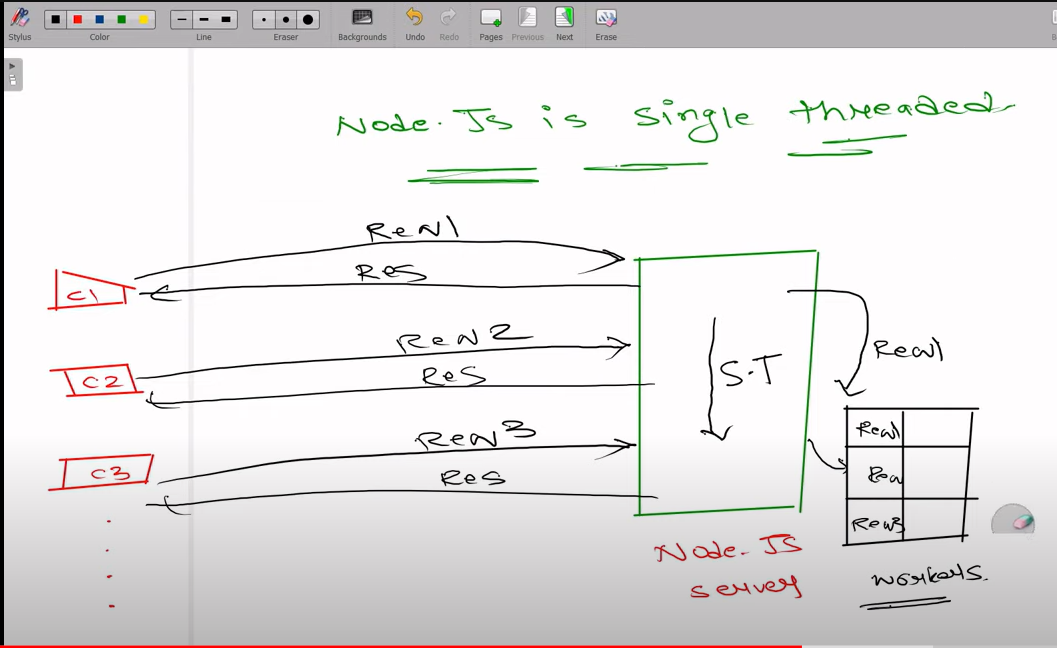 Stylus Color Line Eraser Backgrounds Undo Redo Pages Previous Next Erase
Node.JS is single threaded
Req1
Res
C1
Req2
Res
C2
Req3
Res
C3
S.T
Req1
Req1
Req
Req3
Node.JS
server
workers.